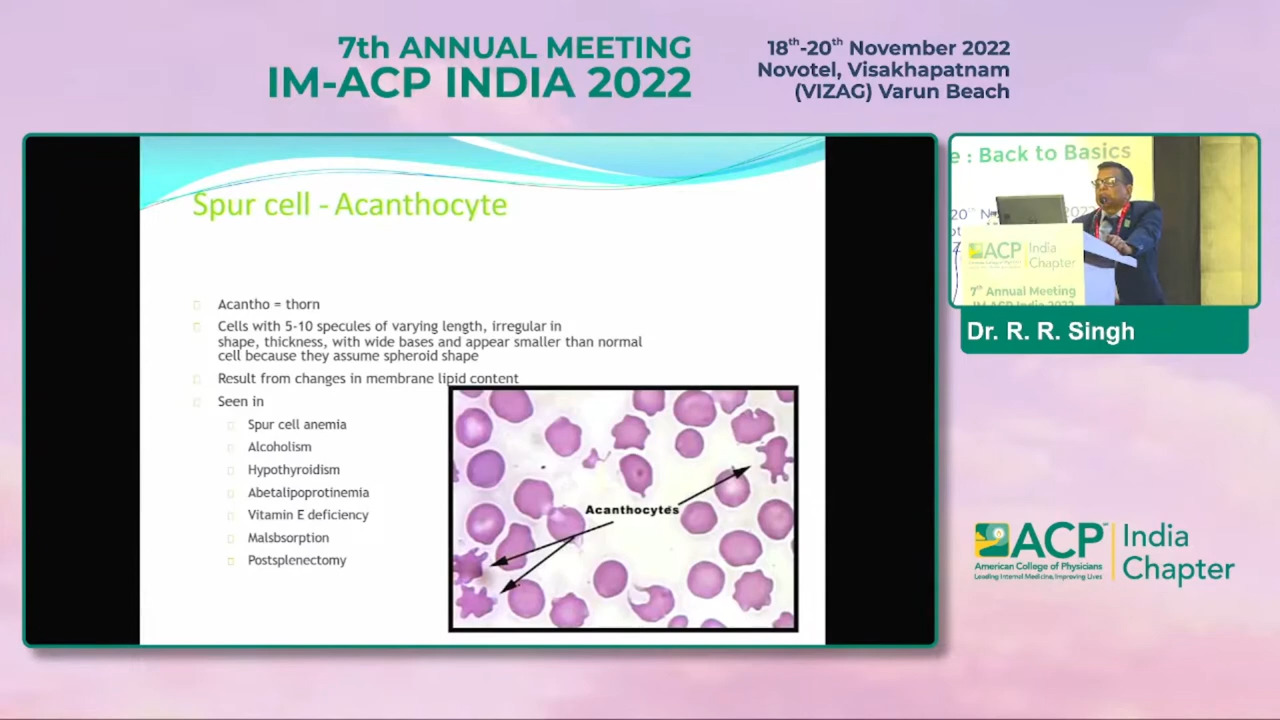 7th ANNUAL MEETING
IM-ACP INDIA 2022
18th-20th November 2022
Novotel, Visakhapatnam
(VIZAG) Varun Beach
Spur cell - Acanthocyte
Acantho = thorn
Cells with 5-10 specules of varying length, irregular in
shape, thickness, with wide bases and appear smaller than normal
cell because they assume spheroid shape
Result from changes in membrane lipid content
Seen in
Spur cell anemia
Alcoholism
Hypothyroidism
Abetalipoprotinemia
Vitamin E deficiency
Malsbsorption
Postsplenectomy
Acanthocytes
e : Back to Basics
ACP India
Chapter
7th Annual Meeting
IM-ACP India 2022
Dr. R. R. Singh
ACP India
American College of Physicians Chapter
Leading Internal Medicine, Improving Lives